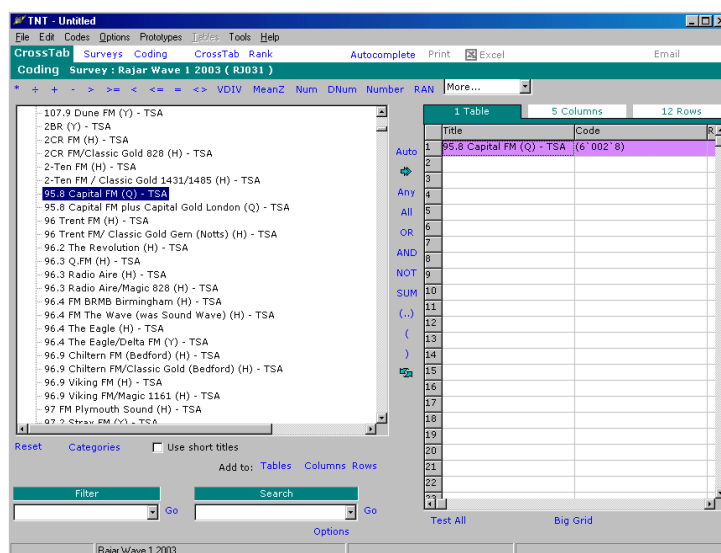 TNT - Untitled
File Edit Codes Options Prototypes Tables Tools Help
CrossTab Surveys Coding CrossTab Rank Autocomplete Print Excel Email
Coding Survey : Rajar Wave 1 2003 ( RJ031 )
* ÷ + - > >= < <= = <> VDIV MeanZ Num DNum Number RAN More...
107.9 Dune FM (Y) - TSA
2BR (Y) - TSA
2CR FM (H) - TSA
2CR FM/Classic Gold 828 (H) - TSA
2-Ten FM (H) - TSA
2-Ten FM / Classic Gold 1431/1485 (H) - TSA
95.8 Capital FM (Q) - TSA
95.8 Capital FM plus Capital Gold London (Q) - TSA
96 Trent FM (H) - TSA
96 Trent FM/ Classic Gold Gem (Notts) (H) - TSA
96.2 The Revolution (H) - TSA
96.3 Q.FM (H) - TSA
96.3 Radio Aire (H) - TSA
96.3 Radio Aire/Magic 828 (H) - TSA
96.4 FM BRMB Birmingham (H) - TSA
96.4 FM The Wave (was Sound Wave) (H) - TSA
96.4 The Eagle (H) - TSA
96.4 The Eagle/Delta FM (Y) - TSA
96.9 Chiltern FM (Bedford) (H) - TSA
96.9 Chiltern FM/Classic Gold (Bedford) (H) - TSA
96.9 Viking FM (H) - TSA
96.9 Viking FM/Magic 1161 (H) - TSA
97 FM Plymouth Sound (H) - TSA
97.2 Stray FM (Y) - TSA
Auto
Any
All
OR
AND
NOT
SUM
(..)
(
)
1 Table 5 Columns 12 Rows
Title Code R
1 95.8 Capital FM (Q) - TSA (6`002`8)
2
3
4
5
6
7
8
9
10
11
12
13
14
15
16
17
18
19
20
21
22
23
Reset Categories Use short titles
Add to: Tables Columns Rows
Filter Search
Go Go
Options
Test All Big Grid
Rajar Wave 1 2003